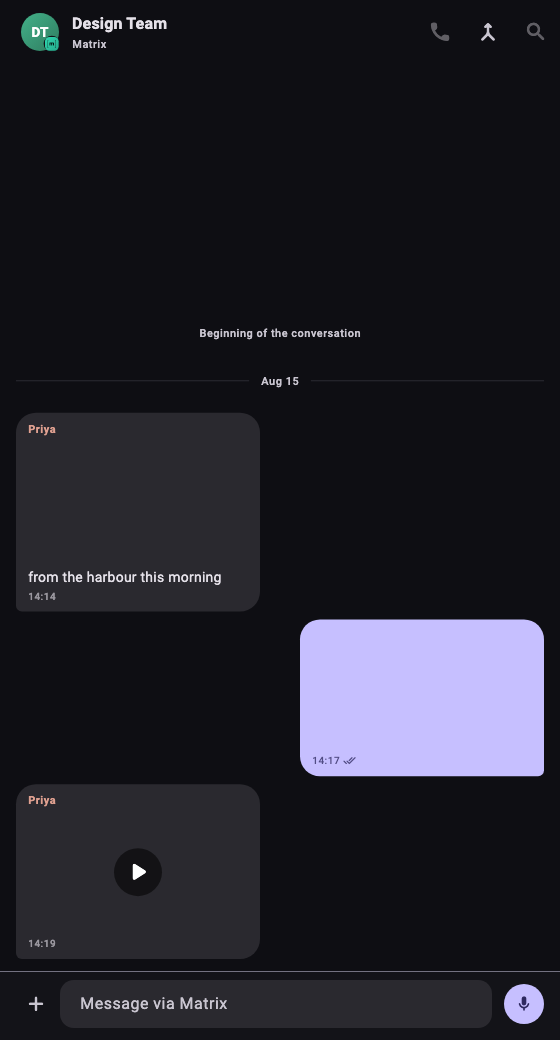 DT
Design Team
Matrix
Beginning of the conversation
Aug 15
Priya
from the harbour this morning
14:14
14:17
Priya
14:19
Message via Matrix